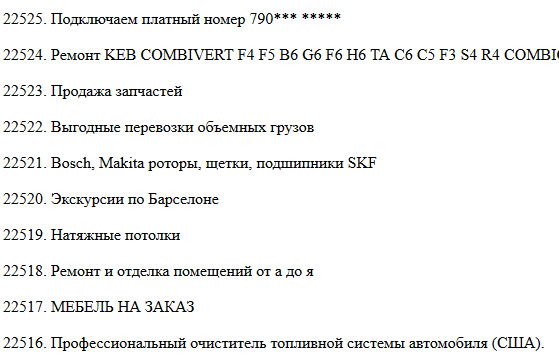 22525. Подключаем платный номер 790*** *****
22524. Ремонт KEB COMBIVERT F4 F5 B6 G6 F6 H6 TA C6 C5 F3 S4 R4 COMBIC
22523. Продажа запчастей
22522. Выгодные перевозки объемных грузов
22521. Bosch, Makita роторы, щетки, подшипники SKF
22520. Экскурсии по Барселоне
22519. Натяжные потолки
22518. Ремонт и отделка помещений от а до я
22517. МЕБЕЛЬ НА ЗАКАЗ
22516. Профессиональный очиститель топливной системы автомобиля (США).